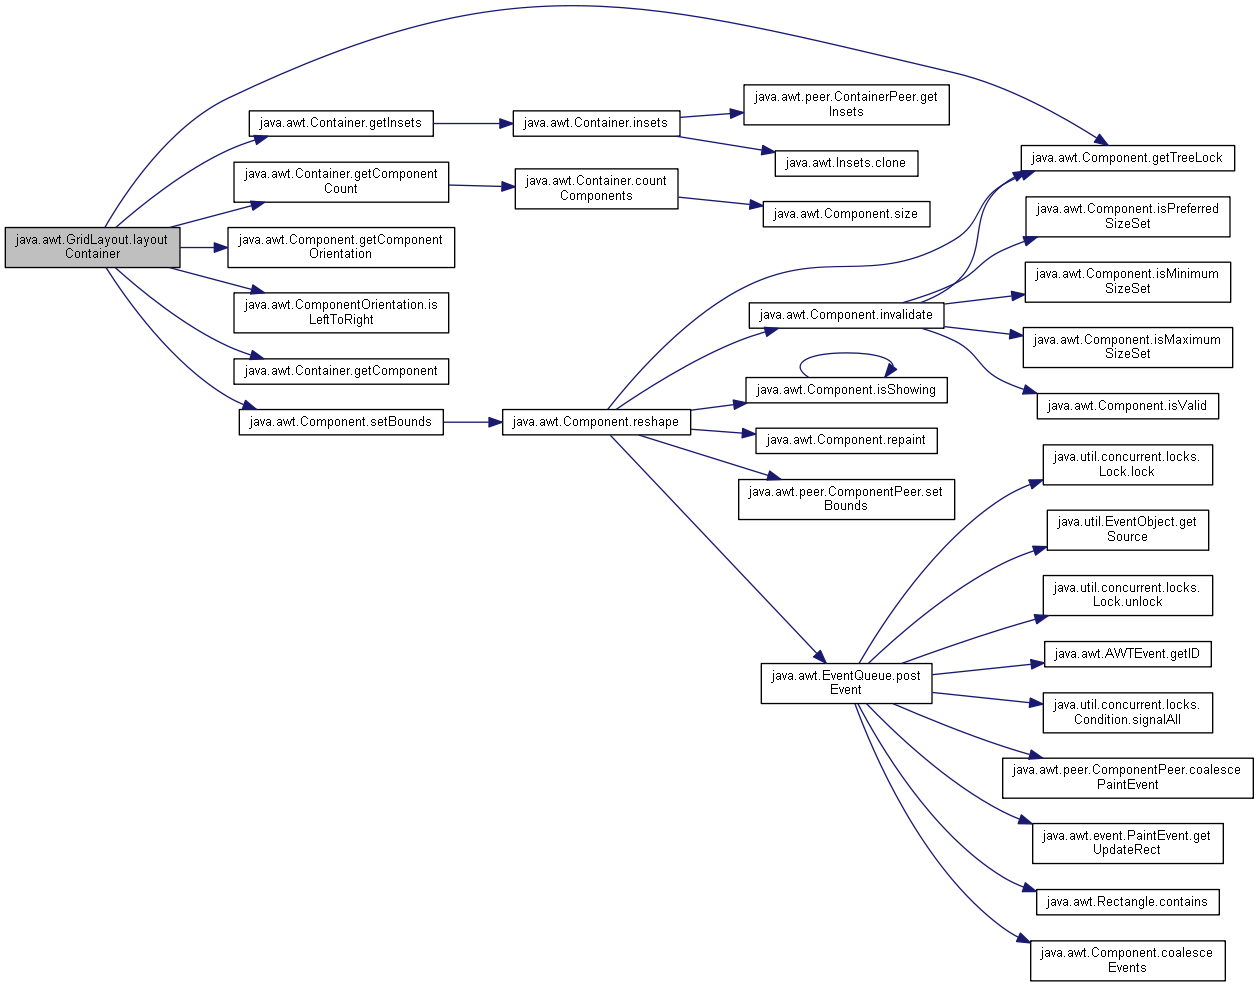 java.awt.GridLayout.layout
Container
java.awt.Container.getInsets
java.awt.Container.getComponent
Count
java.awt.Component.getComponent
Orientation
java.awt.ComponentOrientation.is
LeftToRight
java.awt.Container.getComponent
java.awt.Component.setBounds
java.awt.Container.insets
java.awt.Container.count
Components
java.awt.Component.reshape
java.awt.peer.ContainerPeer.get
Insets
java.awt.Insets.clone
java.awt.Component.size
java.awt.Component.invalidate
java.awt.Component.isShowing
java.awt.Component.repaint
java.awt.peer.ComponentPeer.set
Bounds
java.awt.EventQueue.post
Event
java.awt.Component.getTreeLock
java.awt.Component.isPreferred
SizeSet
java.awt.Component.isMinimum
SizeSet
java.awt.Component.isMaximum
SizeSet
java.awt.Component.isValid
java.util.concurrent.locks.
Lock.lock
java.util.EventObject.get
Source
java.util.concurrent.locks.
Lock.unlock
java.awt.AWTEvent.getID
java.util.concurrent.locks.
Condition.signalAll
java.awt.peer.ComponentPeer.coalesce
PaintEvent
java.awt.event.PaintEvent.get
UpdateRect
java.awt.Rectangle.contains
java.awt.Component.coalesce
Events